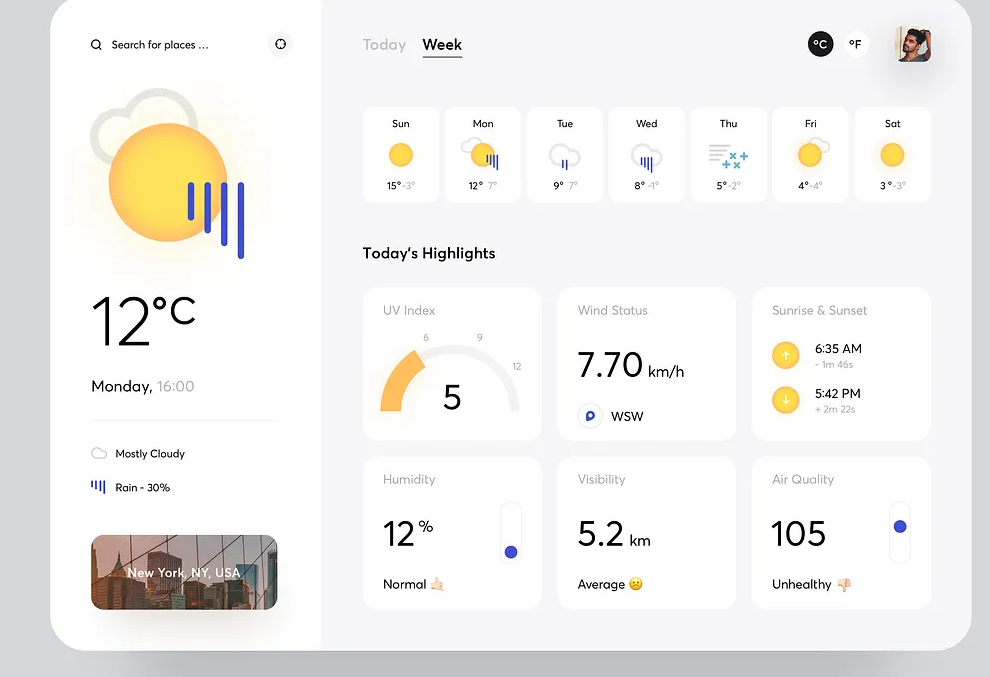 Search for places ...
12°C
Monday, 16:00
Mostly Cloudy
Rain - 30%
New York, NY, USA
Today Week
°C °F
Sun
15°-3°
Mon
12° 7°
Tue
9° 7°
Wed
8° -1°
Thu
5°-2°
Fri
4°-4°
Sat
3°-3°
Today's Highlights
UV Index
6 9 12
5
Wind Status
7.70 km/h
WSW
Sunrise & Sunset
6:35 AM
- 1m 46s
5:42 PM
+ 2m 22s
Humidity
12%
Normal 🤙🏻
Visibility
5.2 km
Average ☹️
Air Quality
105
Unhealthy 👎🏻